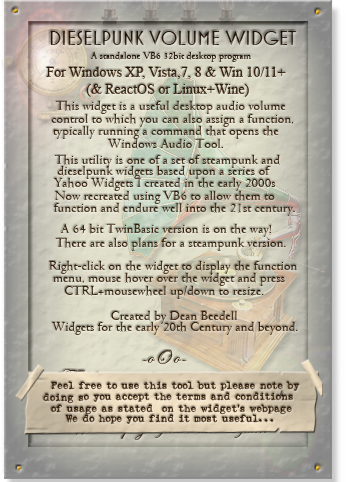 DIESELPUNK VOLUME WIDGET
A standalone VB6 32bit desktop program
For Windows XP, Vista,7, 8 & Win 10/11+
(& ReactOS or Linux+Wine)
This widget is a useful desktop audio volume
control to which you can also assign a function,
typically running a command that opens the
Windows Audio Tool.
This utility is one of a set of steampunk and
dieselpunk widgets based upon a series of
Yahoo Widgets I created in the early 2000s
Now recreated using VB6 to allow them to
function and endure well into the 21st century.
A 64 bit TwinBasic version is on the way!
There are also plans for a steampunk version.
Right-click on the widget to display the function
menu, mouse hover over the widget and press
CTRL+mousewheel up/down to resize.
Created by Dean Beedell
Widgets for the early 20th Century and beyond.
-oOo-
Feel free to use this tool but please note by
doing so you accept the terms and conditions
of usage as stated on the widget's webpage
We do hope you find it most useful...